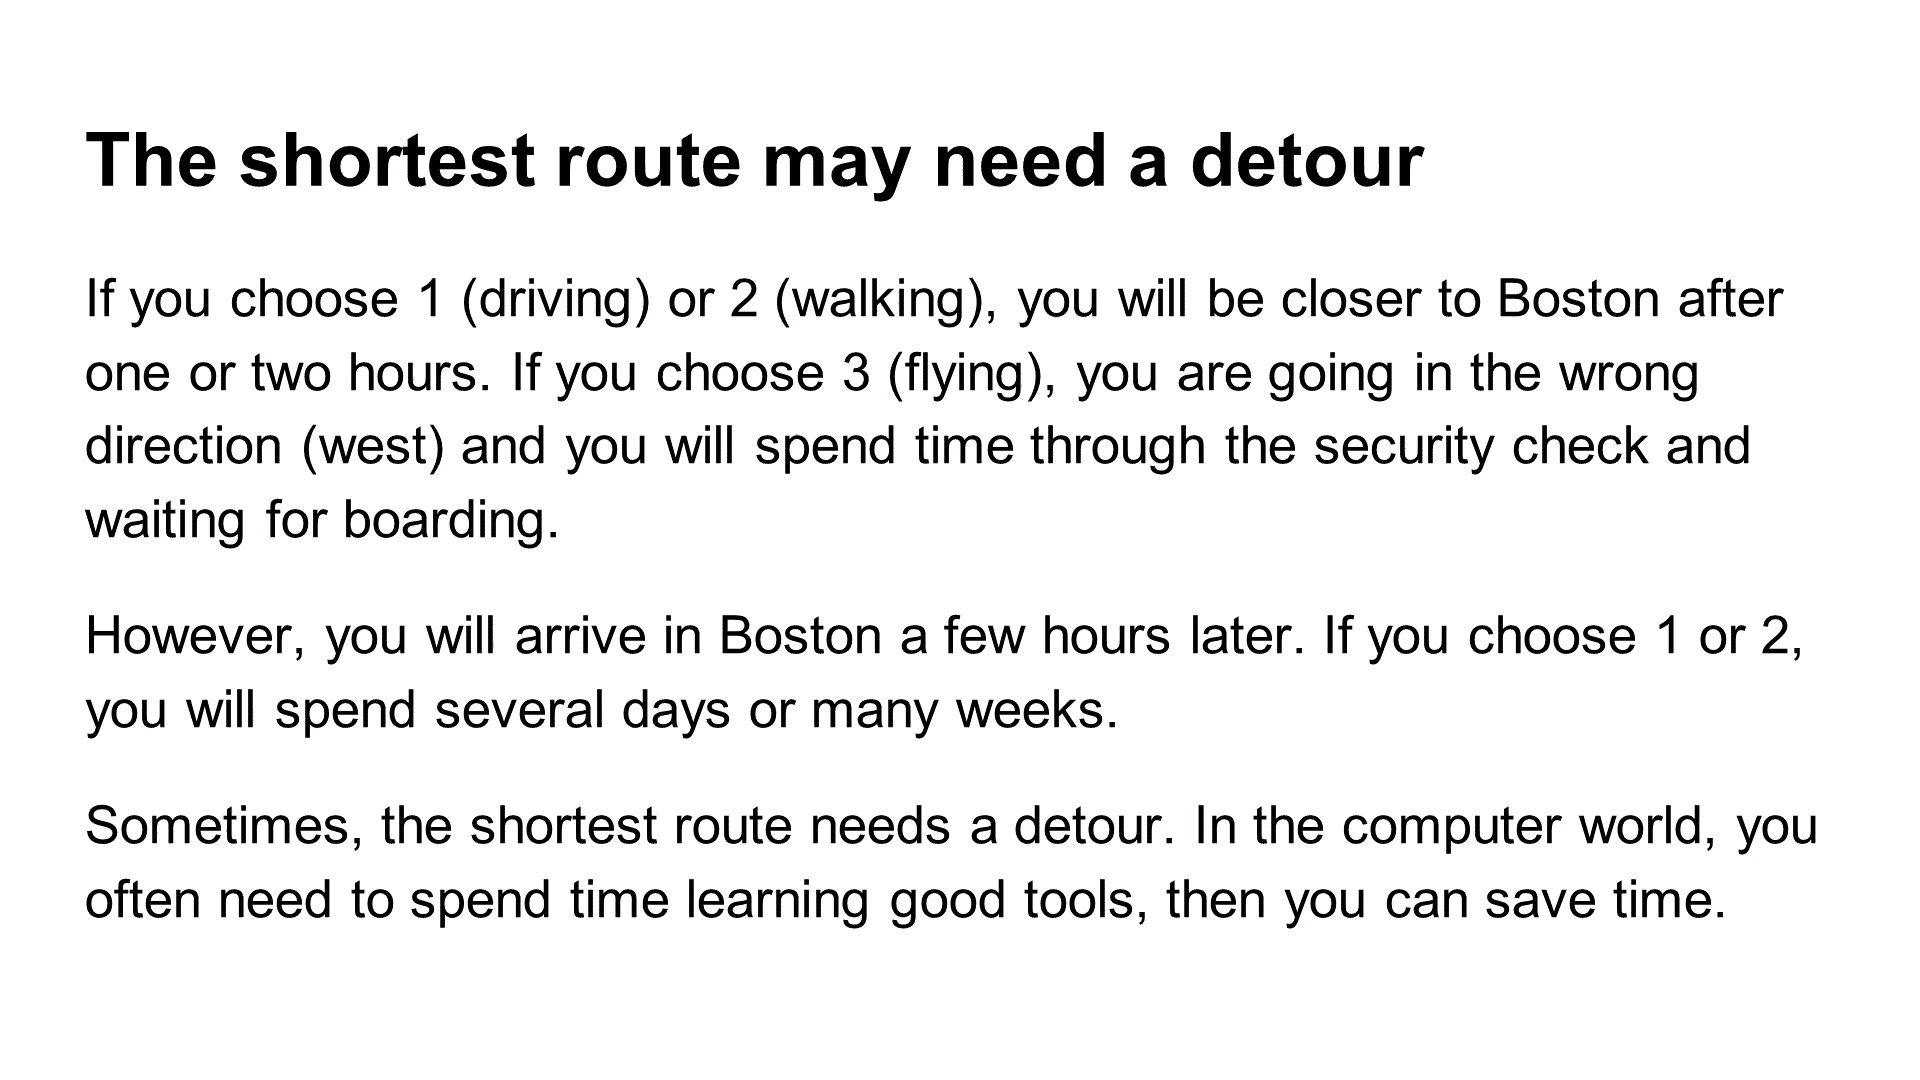 The shortest route may need a detour
If you choose 1 (driving) or 2 (walking), you will be closer to Boston after
one or two hours. If you choose 3 (flying), you are going in the wrong
direction (west) and you will spend time through the security check and
waiting for boarding.
However, you will arrive in Boston a few hours later. If you choose 1 or 2,
you will spend several days or many weeks.
Sometimes, the shortest route needs a detour. In the computer world, you
often need to spend time learning good tools, then you can save time.